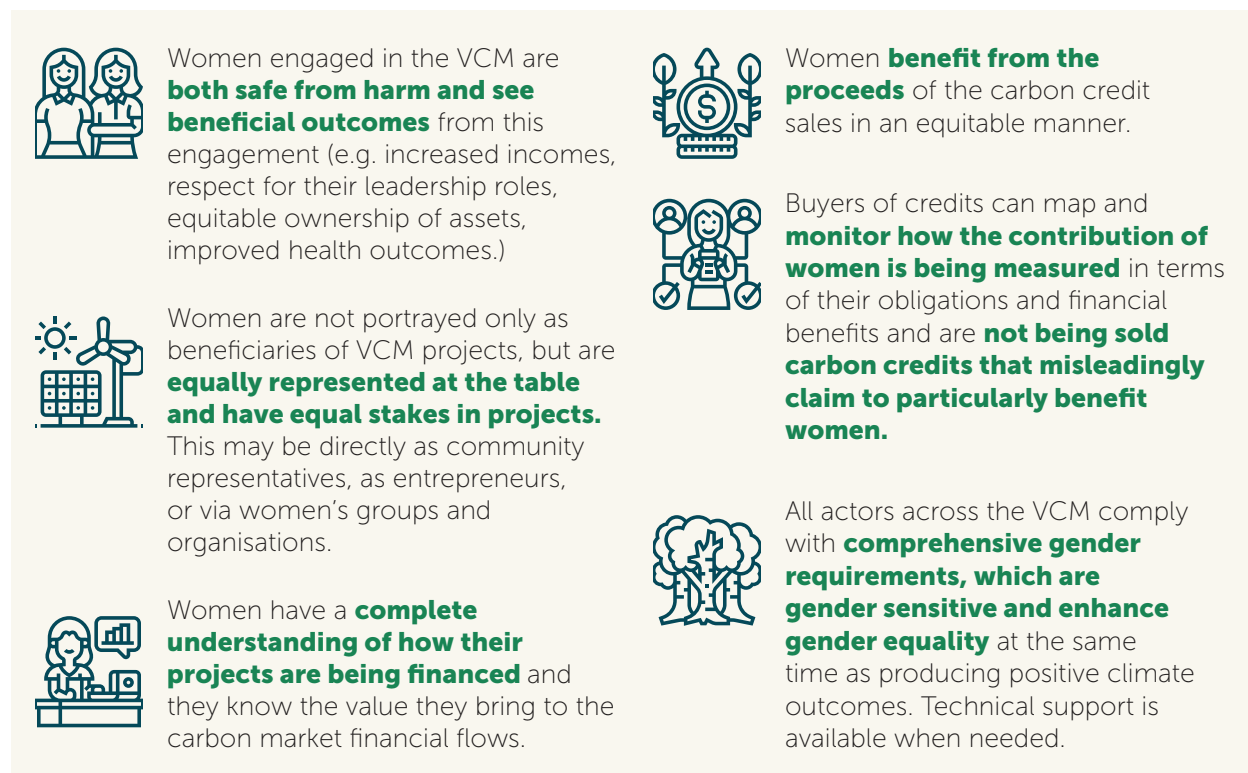 Women engaged in the VCM are
both safe from harm and see
beneficial outcomes from this
engagement (e.g. increased incomes,
respect for their leadership roles,
equitable ownership of assets,
improved health outcomes.)
Women are not portrayed only as
beneficiaries of VCM projects, but are
equally represented at the table
and have equal stakes in projects.
This may be directly as community
representatives, as entrepreneurs,
or via women's groups and
organisations.
Women have a complete
understanding of how their
projects are being financed and
they know the value they bring to the
carbon market financial flows.
Women benefit from the
proceeds of the carbon credit
sales in an equitable manner.
Buyers of credits can map and
monitor how the contribution of
women is being measured in terms
of their obligations and financial
benefits and are not being sold
carbon credits that misleadingly
claim to particularly benefit
women.
All actors across the VCM comply
with comprehensive gender
requirements, which are
gender sensitive and enhance
gender equality at the same
time as producing positive climate
outcomes. Technical support is
available when needed.